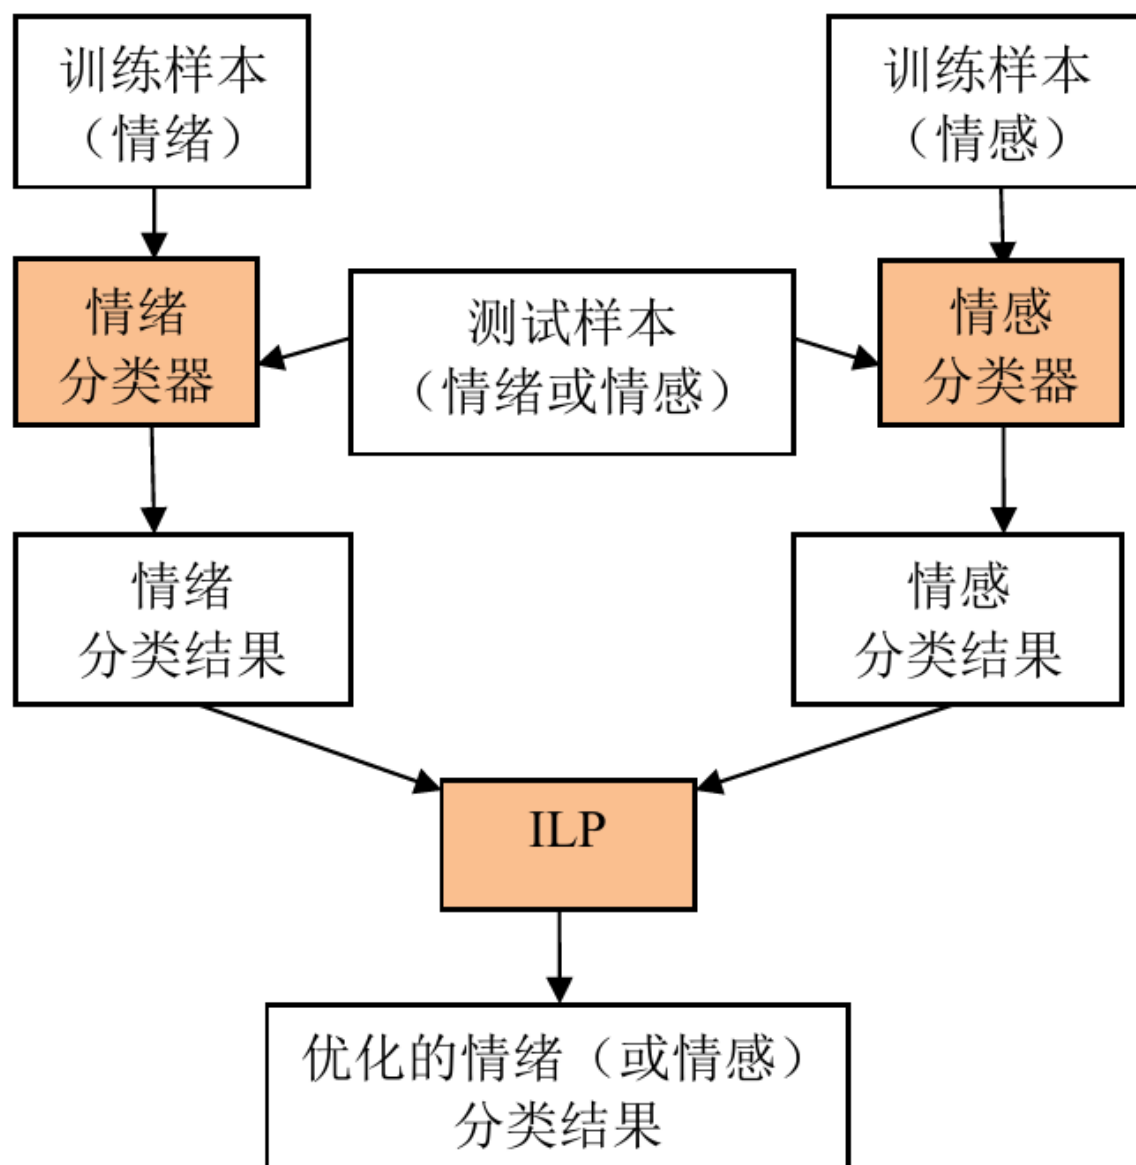 训练样本
（情绪）
训练样本
（情感）
情绪
分类器
测试样本
（情绪或情感）
情感
分类器
情绪
分类结果
情感
分类结果
ILP
优化的情绪（或情感）
分类结果